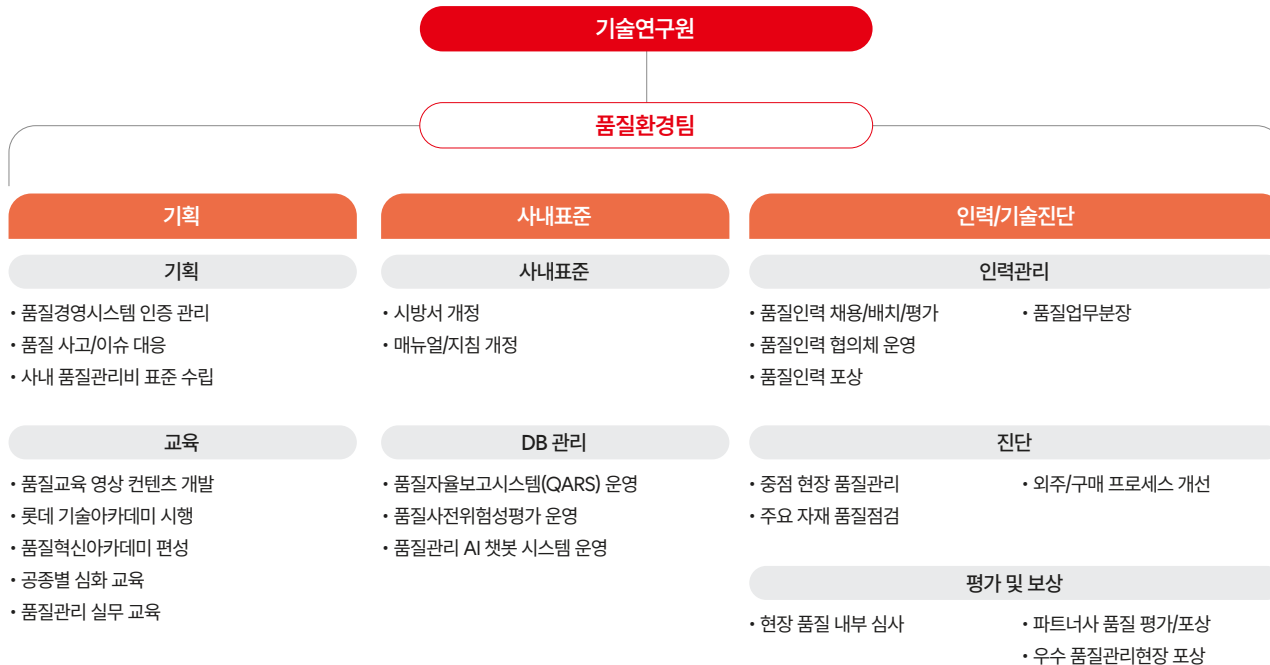 기술연구원
품질환경팀
기획
기획
• 품질경영시스템 인증 관리
• 품질 사고/이슈 대응
• 사내 품질관리비 표준 수립
교육
• 품질교육 영상 컨텐츠 개발
• 롯데 기술아카데미 시행
• 품질혁신아카데미 편성
• 공종별 심화 교육
• 품질관리 실무 교육
사내표준
사내표준
• 시방서 개정
• 매뉴얼/지침 개정
DB 관리
• 품질자율보고시스템(QARS) 운영
• 품질사전위험성평가 운영
• 품질관리 AI 챗봇 시스템 운영
인력/기술진단
인력관리
• 품질인력 채용/배치/평가
• 품질인력 협의체 운영
• 품질인력 포상
• 품질업무분장
진단
• 중점 현장 품질관리
• 주요 자재 품질점검
• 외주/구매 프로세스 개선
평가 및 보상
• 현장 품질 내부 심사
• 파트너사 품질 평가/포상
• 우수 품질관리현장 포상